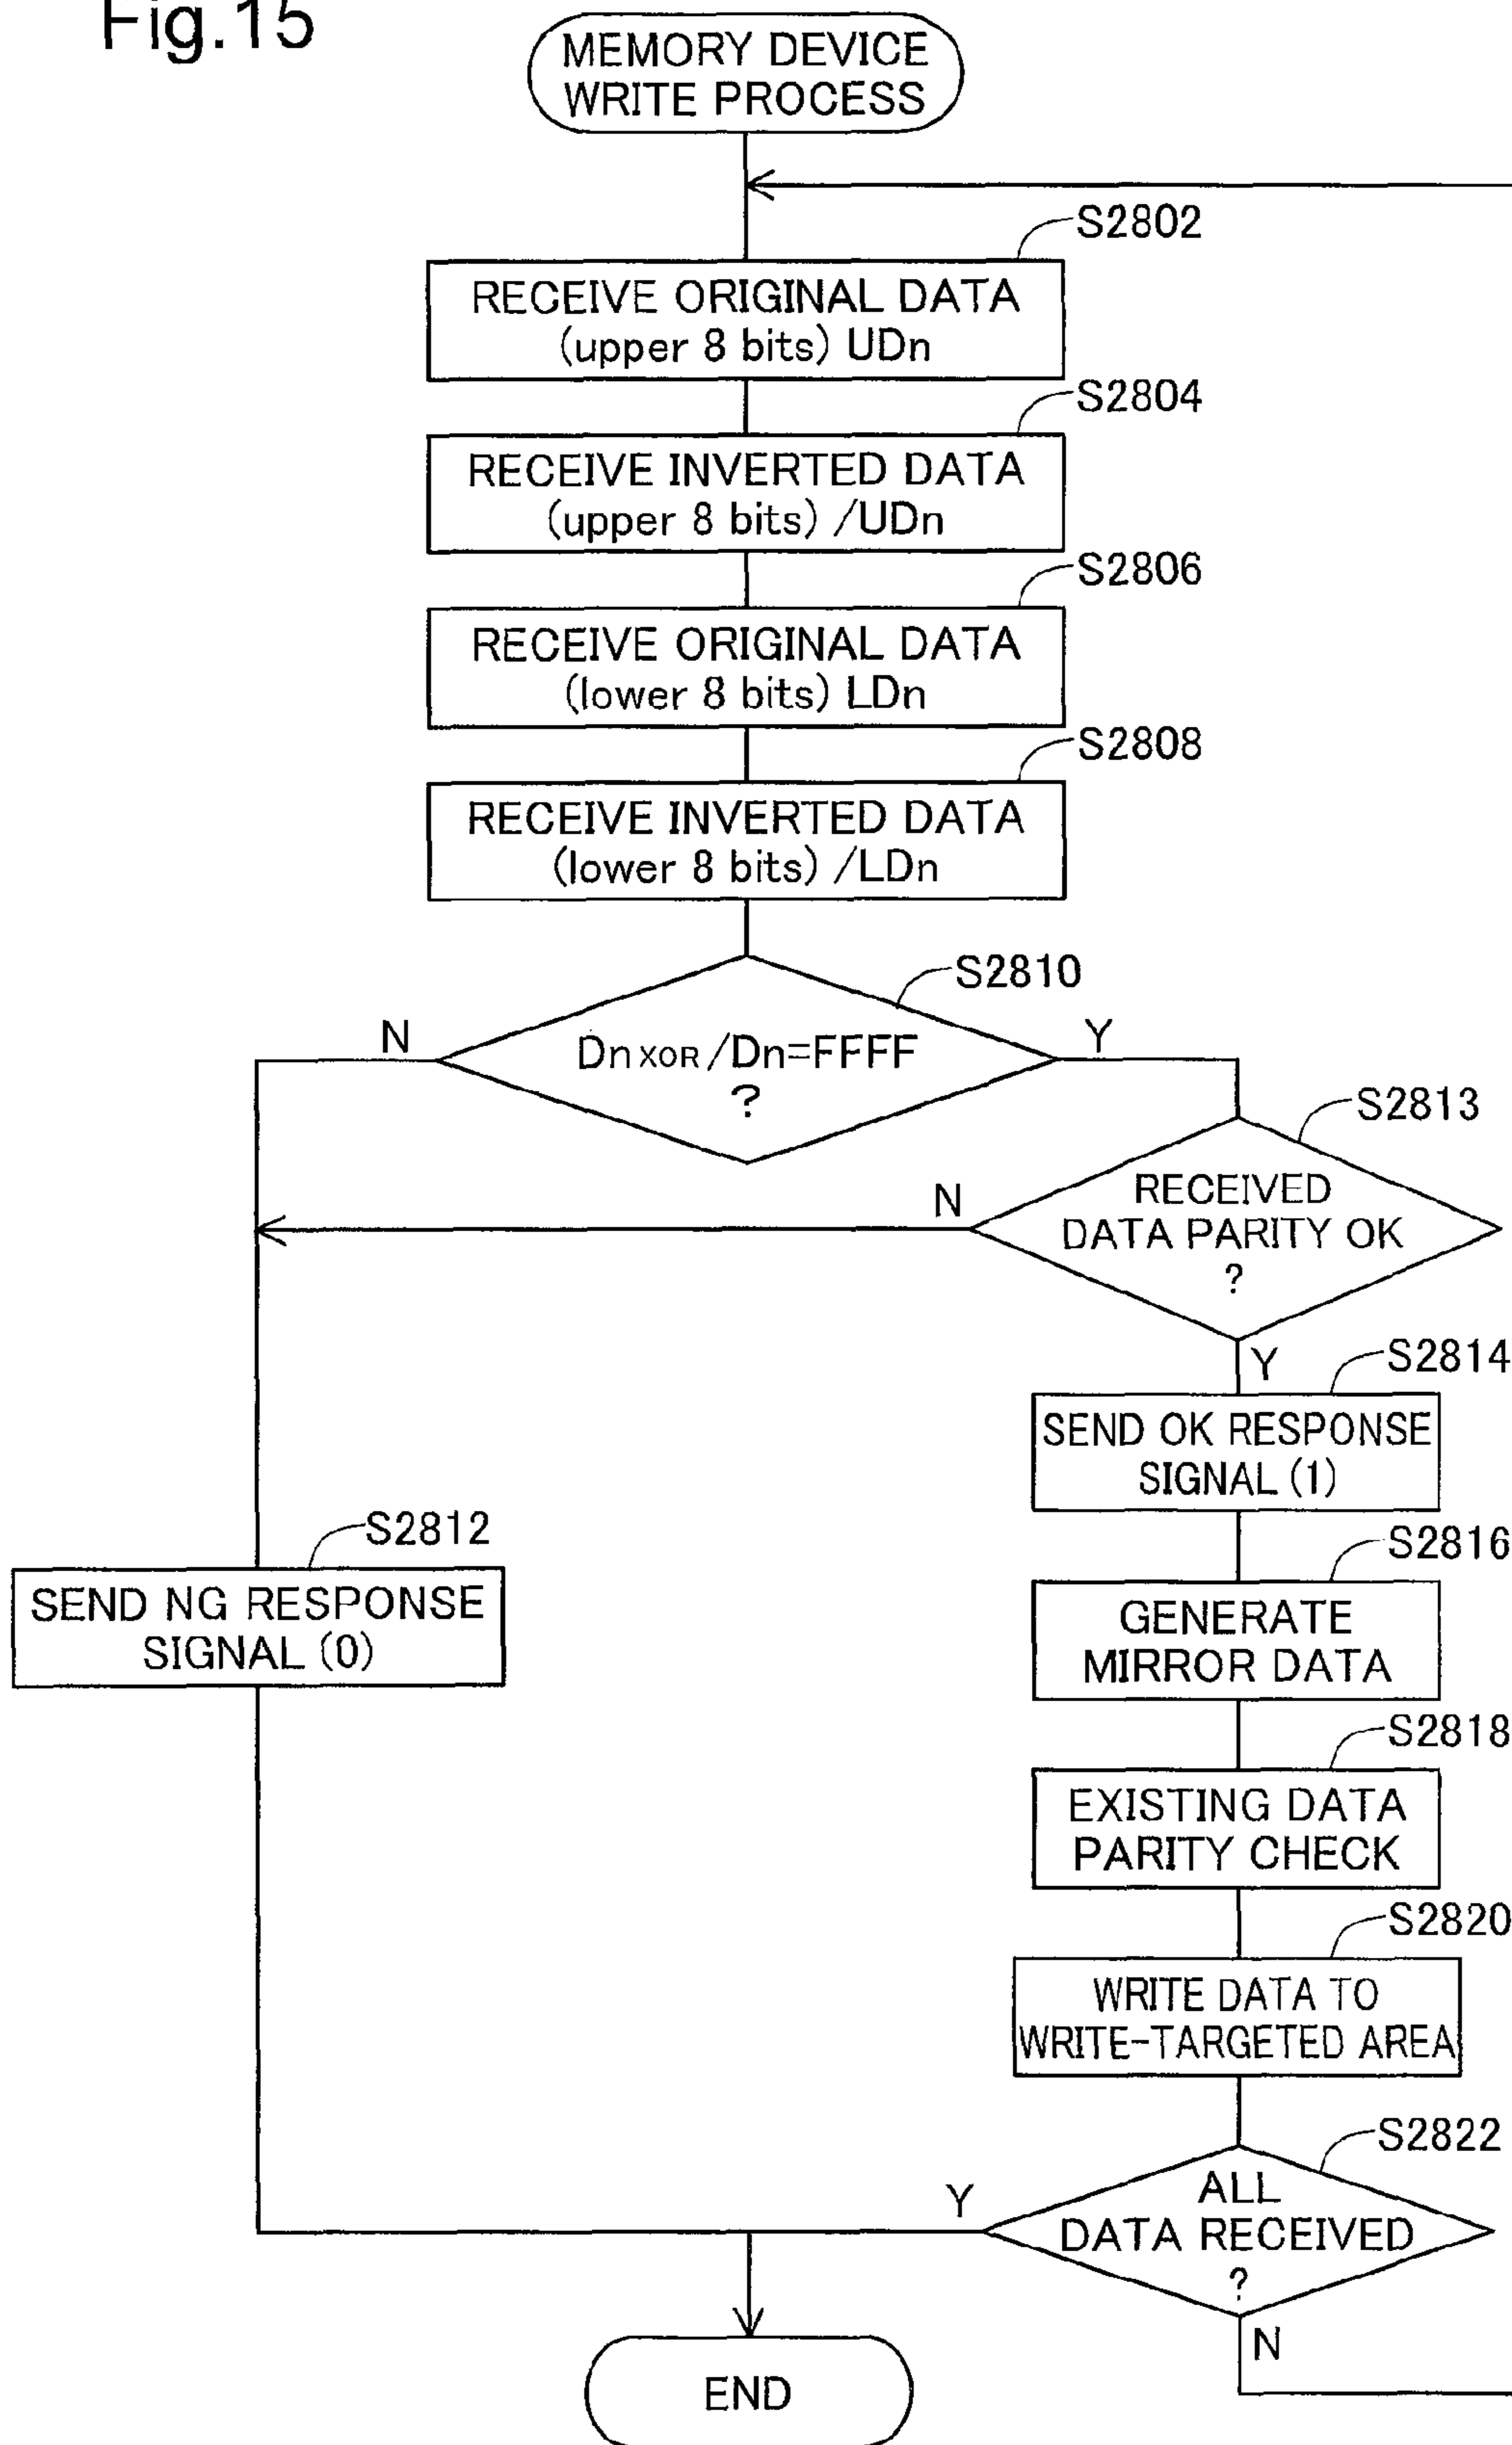 Fig.15
MEMORY DEVICE
WRITE PROCESS
S2802
RECEIVE ORIGINAL DATA
(upper 8 bits) UDn
S2804
RECEIVE INVERTED DATA
(upper 8 bits) /UDn
S2806
RECEIVE ORIGINAL DATA
(lower 8 bits) LDn
S2808
RECEIVE INVERTED DATA
(lower 8 bits) /LDn
S2810
N
Dn XOR /Dn=FFFF
?
Y
S2813
N
RECEIVED
DATA PARITY OK
?
Y
S2814
SEND OK RESPONSE
SIGNAL (1)
S2812
SEND NG RESPONSE
SIGNAL (0)
S2816
GENERATE
MIRROR DATA
S2818
EXISTING DATA
PARITY CHECK
S2820
WRITE DATA TO
WRITE-TARGETED AREA
S2822
Y
ALL
DATA RECEIVED
?
N
END